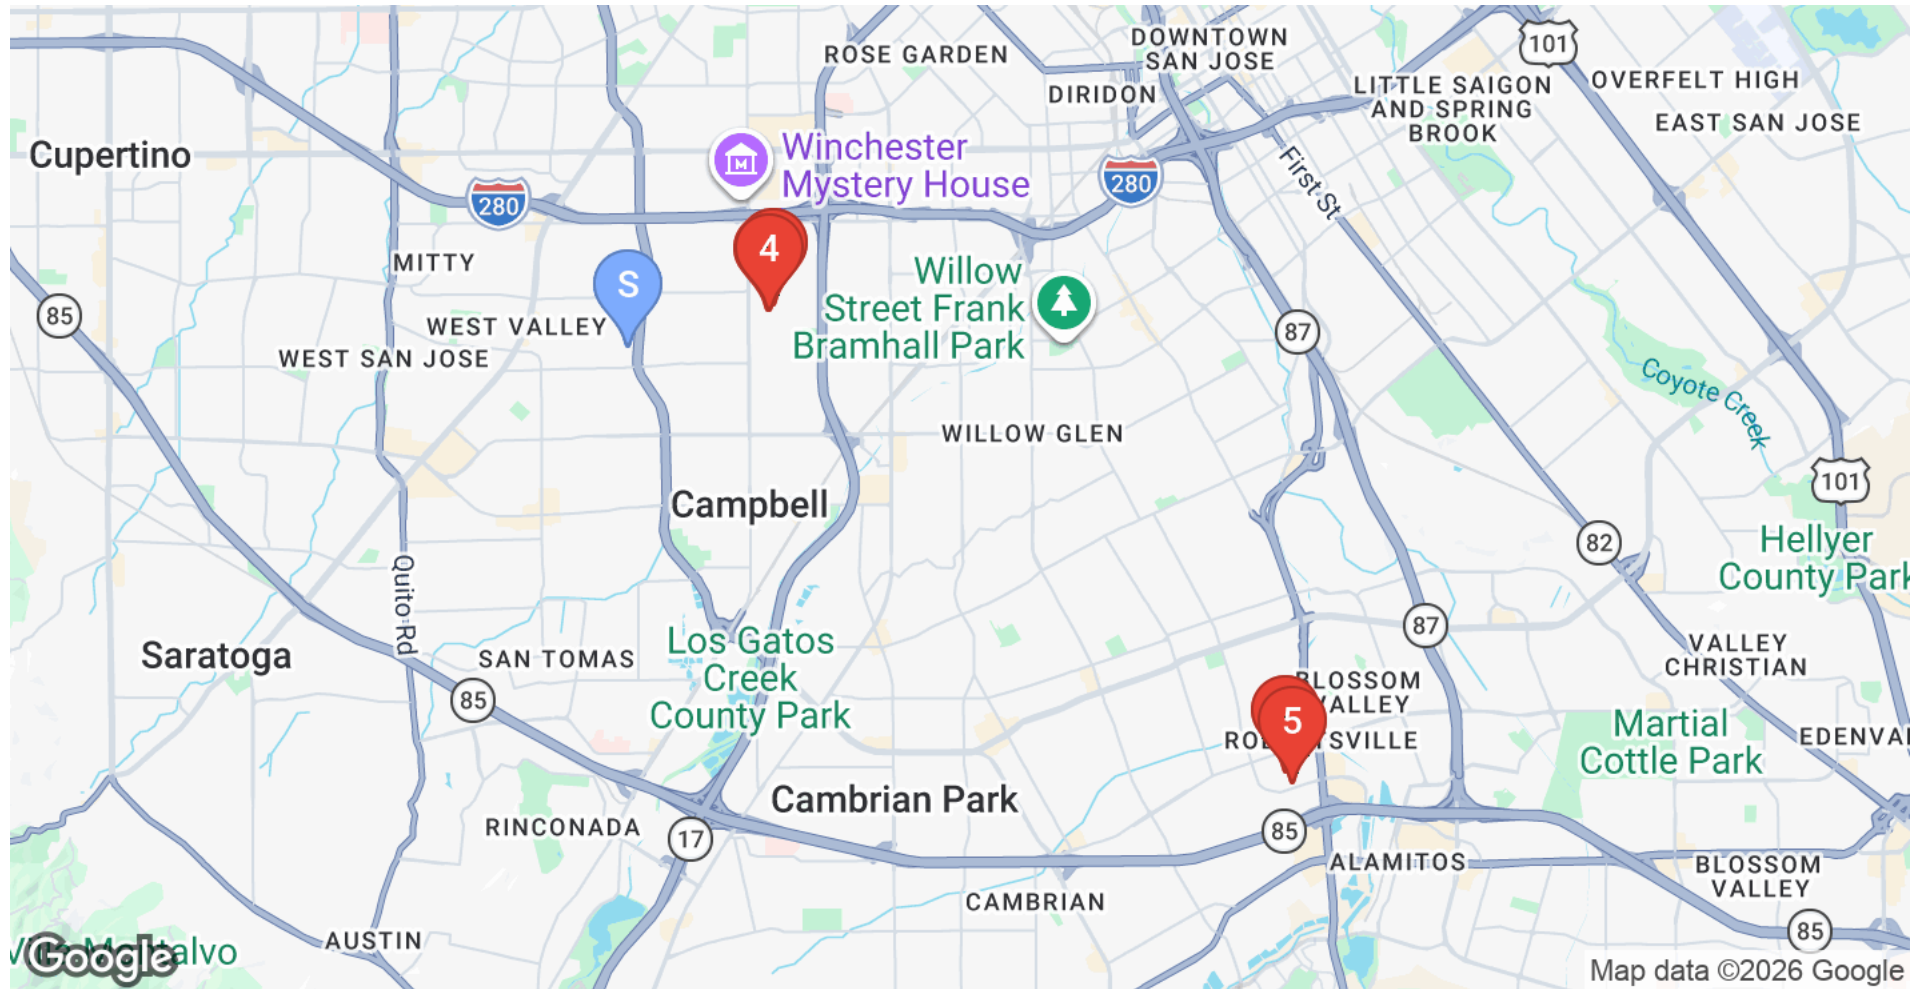 ROSE GARDEN
DOWNTOWN
SAN JOSE
101
DIRIDON
LITTLE SAIGON
AND SPRING
BROOK
OVERFELT HIGH
EAST SAN JOSE
Cupertino
Winchester
Mystery House
280
280
First St
MITTY
S
4
Willow
Street Frank
Bramhall Park
85
WEST VALLEY
WEST SAN JOSE
87
Coyote Creek
WILLOW GLEN
101
Campbell
82
Hellyer
County Park
Quito Rd
Saratoga
SAN TOMAS
Los Gatos
Creek
County Park
87
VALLEY
CHRISTIAN
85
BLOSSOM
VALLEY
5
Martial
Cottle Park
EDENVA
Cambrian Park
RINCONADA
17
85
ALAMITOS
BLOSSOM
VALLEY
CAMBRIAN
AUSTIN
85
Google
Map data ©2026 Google